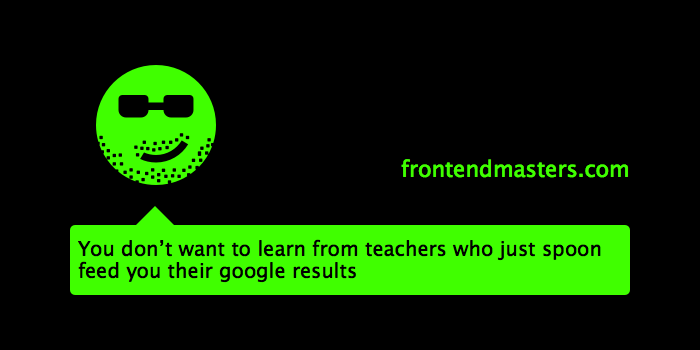 frontendmasters.com
You don’t want to learn from teachers who just spoon
feed you their google results